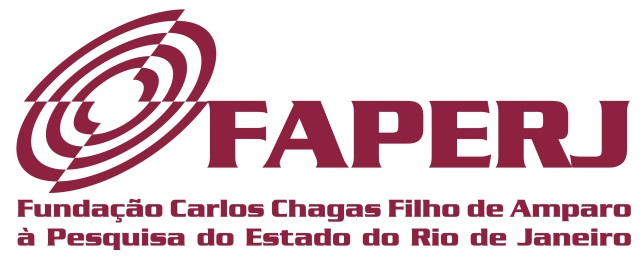 FAPERJ
Fundação Carlos Chagas Filho de Amparo
à Pesquisa do Estado do Rio de Janeiro